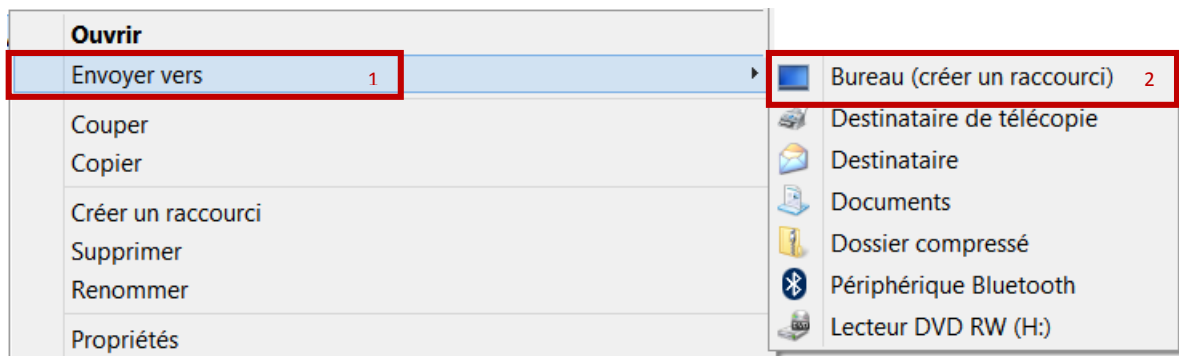 Ouvrir
Envoyer vers 1
Couper
Copier
Créer un raccourci
Supprimer
Renommer
Propriétés
Bureau (créer un raccourci) 2
Destinataire de télécopie
Destinataire
Documents
Dossier compressé
Périphérique Bluetooth
Lecteur DVD RW (H:)